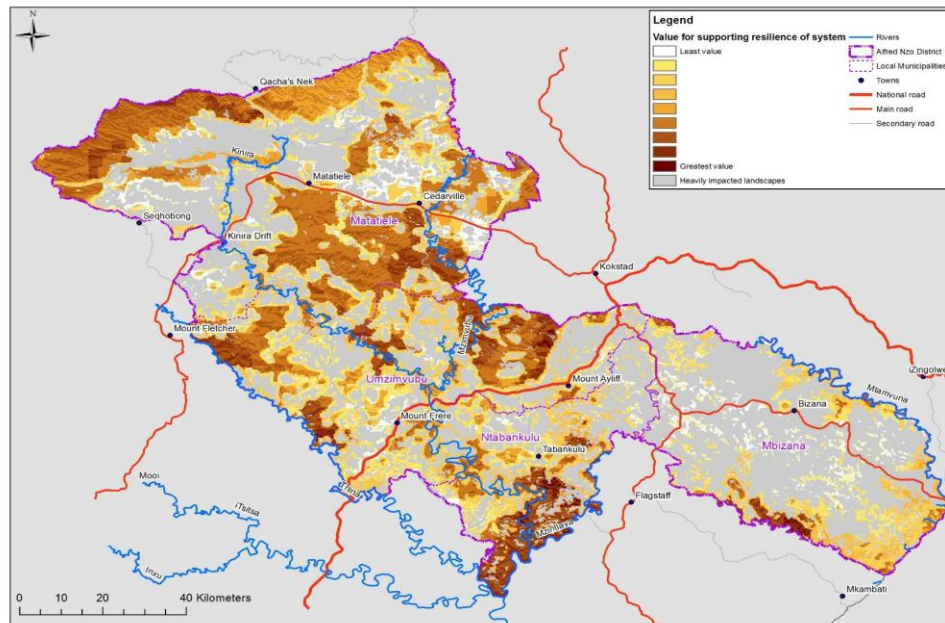 N
Legend
Value for supporting resilience of system
Least value
Greatest value
Heavily impacted landscapes
Rivers
Alfred Nzo District
Local Municipalities
Towns
National road
Main road
Secondary road
Qacha's Nek
Kinira
Matatiele
Cedarville
Seqhobong
Matatiele
Kinira Drift
Kokstad
Mount Fletcher
Mzimvubu
Umzimvubu
Mount Ayliff
iZingolwe
Mtamvuna
Bizana
Mount Frere
Ntabankulu
Mbizana
Tabankulu
Mooi
Thina
Flagstaff
iTsitsa
Mzintlava
Inxu
Mkambati
0 10 20 40 Kilometers